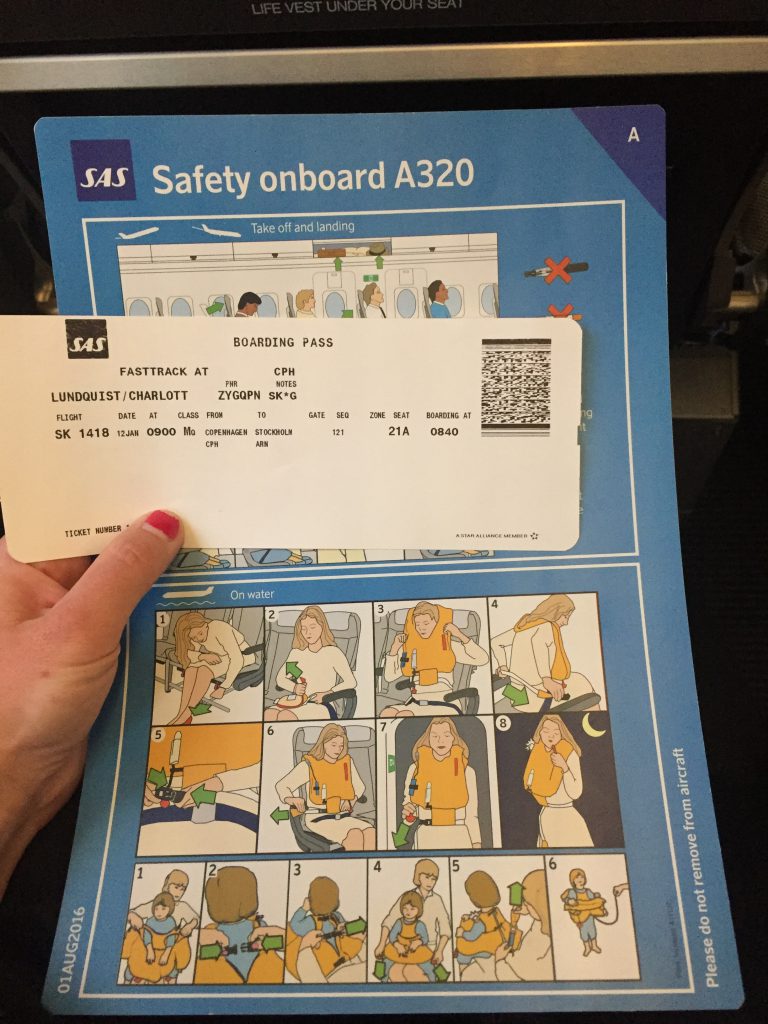 LIFE VEST UNDER YOUR SEAT
A
SAS
Safety onboard A320
Take off and landing
SAS
BOARDING PASS
FASTTRACK AT CPH
PNR NOTES
LUNDQUIST/CHARLOTT ZYGQPN SK*G
FLIGHT DATE AT CLASS FROM TO GATE SEQ ZONE SEAT BOARDING AT
SK 1418 12JAN 0900 MQ COPENHAGEN STOCKHOLM 121 21A 0840
CPH ARN
TICKET NUMBER
A STAR ALLIANCE MEMBER
On water
1 2 3 4
5 6 7 8
1 2 3 4 5 6
01AUG2016
Please do not remove from aircraft